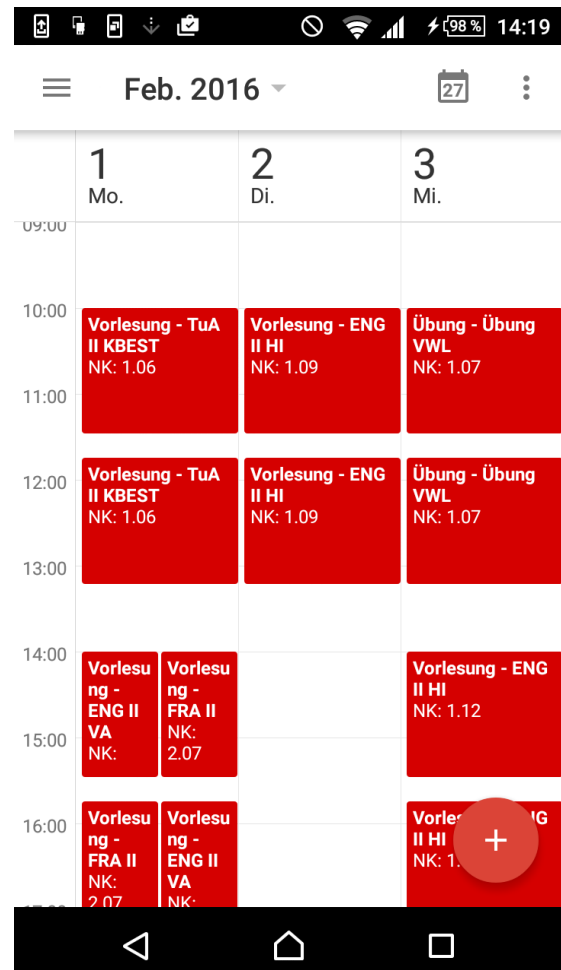 98 % 14:19
Feb. 2016
27
1
Mo.
2
Di.
3
Mi.
09:00
10:00
Vorlesung - TuA
II KBEST
NK: 1.06
Vorlesung - ENG
II HI
NK: 1.09
Übung - Übung
VWL
NK: 1.07
11:00
12:00
Vorlesung - TuA
II KBEST
NK: 1.06
Vorlesung - ENG
II HI
NK: 1.09
Übung - Übung
VWL
NK: 1.07
13:00
14:00
Vorlesu
ng -
ENG II
VA
NK:
Vorlesu
ng -
FRA II
NK:
2.07
Vorlesung - ENG
II HI
NK: 1.12
15:00
16:00
Vorlesu
ng -
FRA II
NK:
2.07
Vorlesu
ng -
ENG II
VA
NK:
II HI
NK: 1.